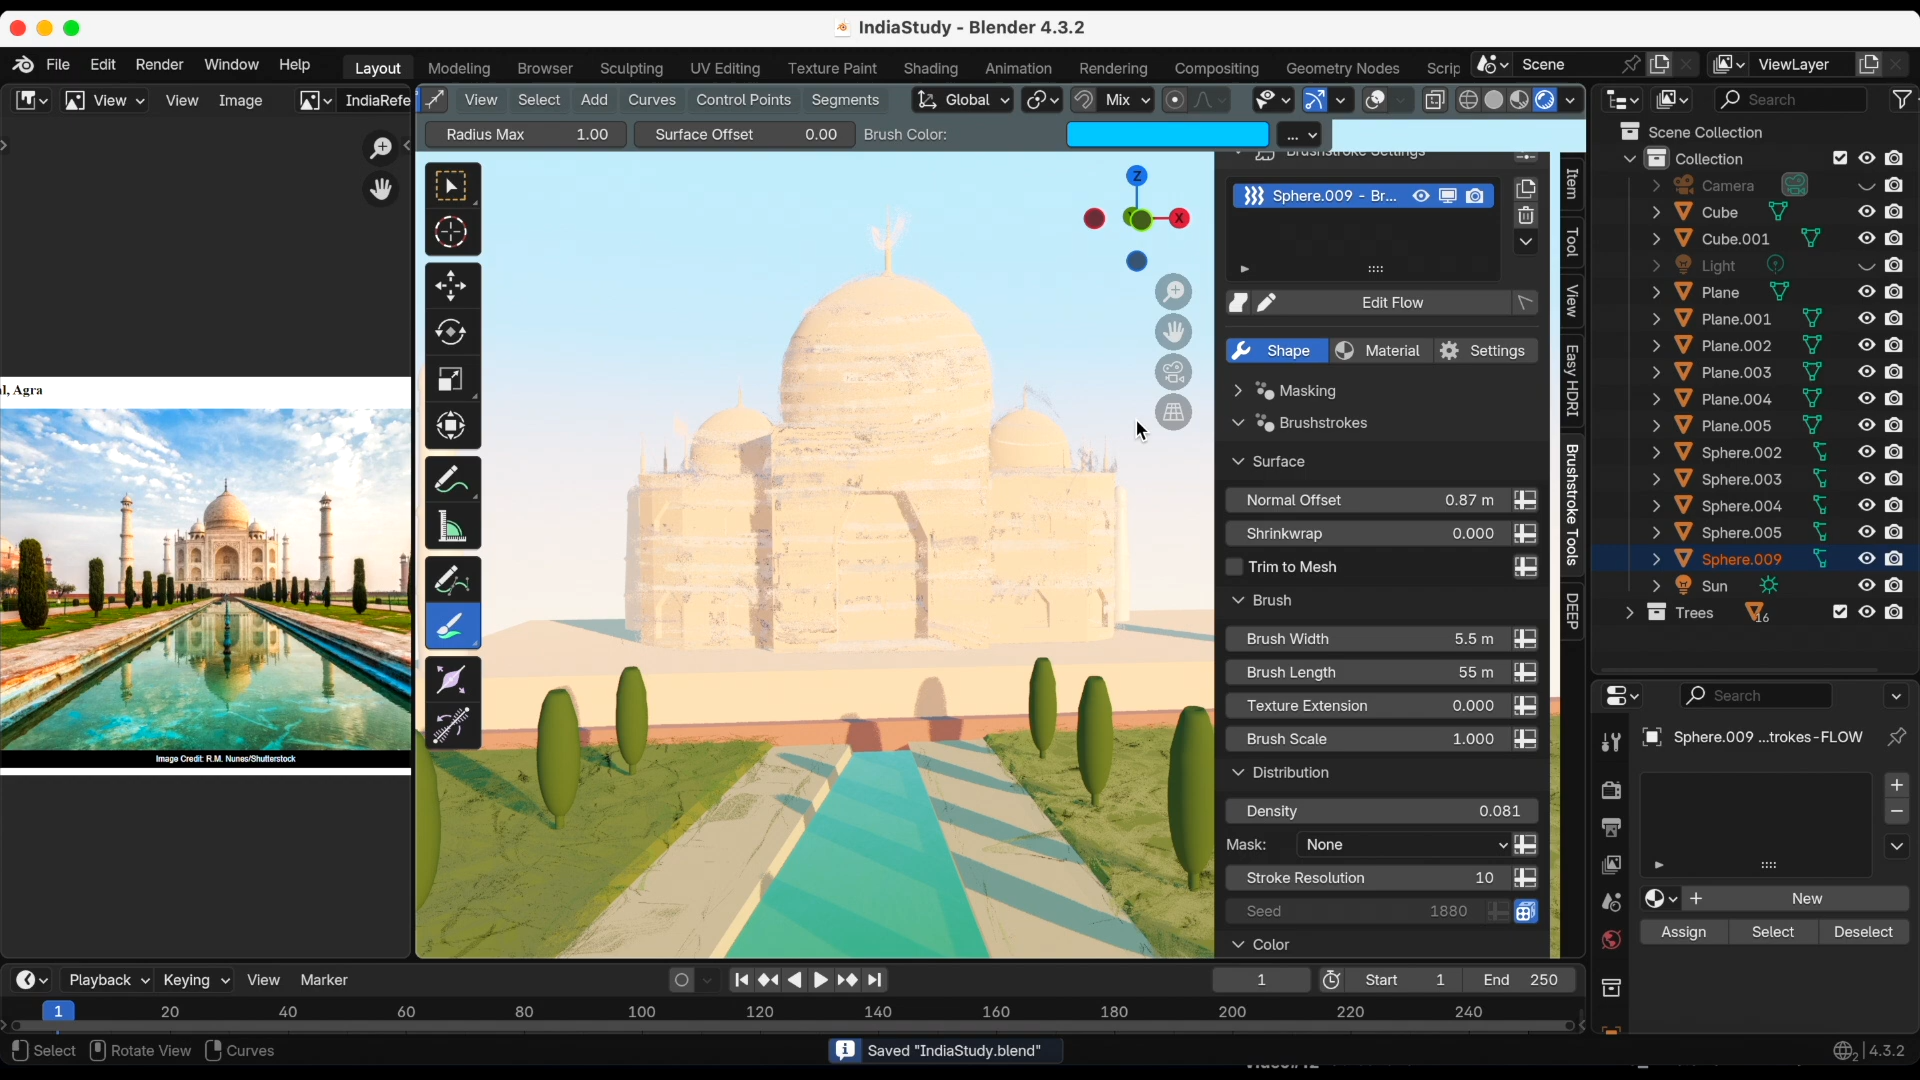 IndiaStudy - Blender 4.3.2
File Edit Render Window Help Layout Modeling Browser Sculpting UV Editing Texture Paint Shading Animation Rendering Compositing Geometry Nodes Scrip Scene ViewLayer
View View Image IndiaRefe View Select Add Curves Control Points Segments Global Mix Search
Radius Max 1.00 Surface Offset 0.00 Brush Color: ...
Scene Collection
Collection
Camera
Cube
Cube.001
Light
Plane
Plane.001
Plane.002
Plane.003
Plane.004
Plane.005
Sphere.002
Sphere.003
Sphere.004
Sphere.005
Sphere.009
Sun
Trees 16
Z
X
Brushstroke Settings
Sphere.009 - Br...
Edit Flow
Shape Material Settings
Masking
Brushstrokes
Surface
Normal Offset 0.87 m
Shrinkwrap 0.000
Trim to Mesh
Brush
Brush Width 5.5 m
Brush Length 55 m
Texture Extension 0.000
Brush Scale 1.000
Distribution
Density 0.081
Mask: None
Stroke Resolution 10
Seed 1880
Color
Item
Tool
View
Easy HDRI
Brushstroke Tools
DEEP
l, Agra
Image Credit: R.M. Nunes/Shutterstock
Search
Sphere.009 ...trokes-FLOW
New
Assign Select Deselect
Playback Keying View Marker 1 Start 1 End 250
1 20 40 60 80 100 120 140 160 180 200 220 240
Select Rotate View Curves Saved "IndiaStudy.blend" 2 4.3.2